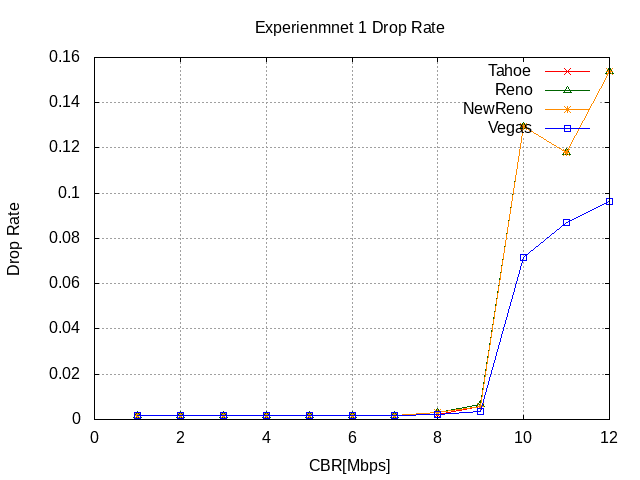 Experienmnet 1 Drop Rate
0.16
0.14
0.12
0.1
0.08
0.06
0.04
0.02
0
Drop Rate
Tahoe
Reno
NewReno
Vegas
0 2 4 6 8 10 12
CBR[Mbps]